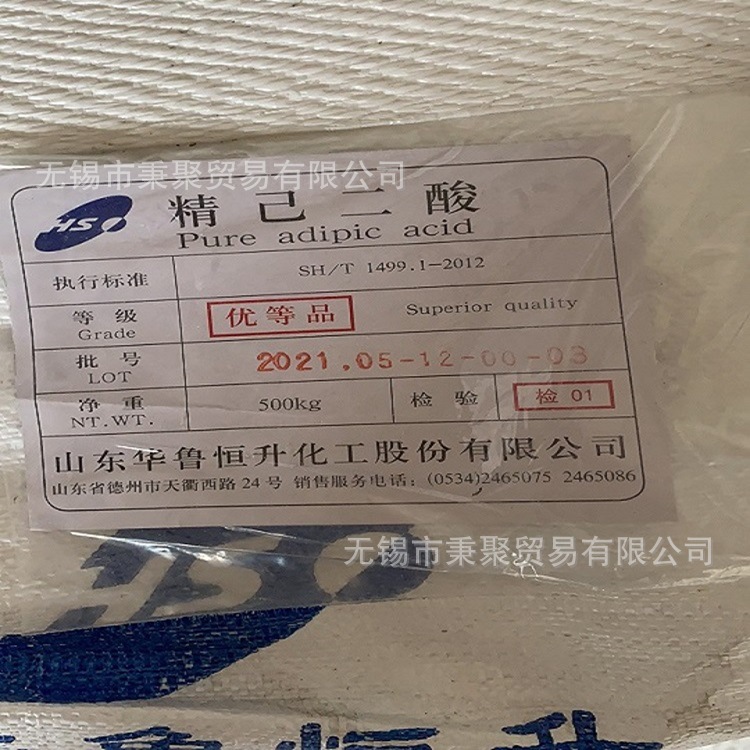 无锡市秉聚贸易有限公司
HSO 精己二酸
Pure adipic acid
执行标准 SH/T 1499.1-2012
等级 优等品 Superior quality
Grade
批号 2021.05-12-00-03
LOT
净重 500kg 检验 检 01
NT.WT.
山东华鲁恒升化工股份有限公司
山东省德州市天衢西路24号 销售服务电话：(0534)2465075 2465086
无锡市秉聚贸易有限公司
HSO
恒升